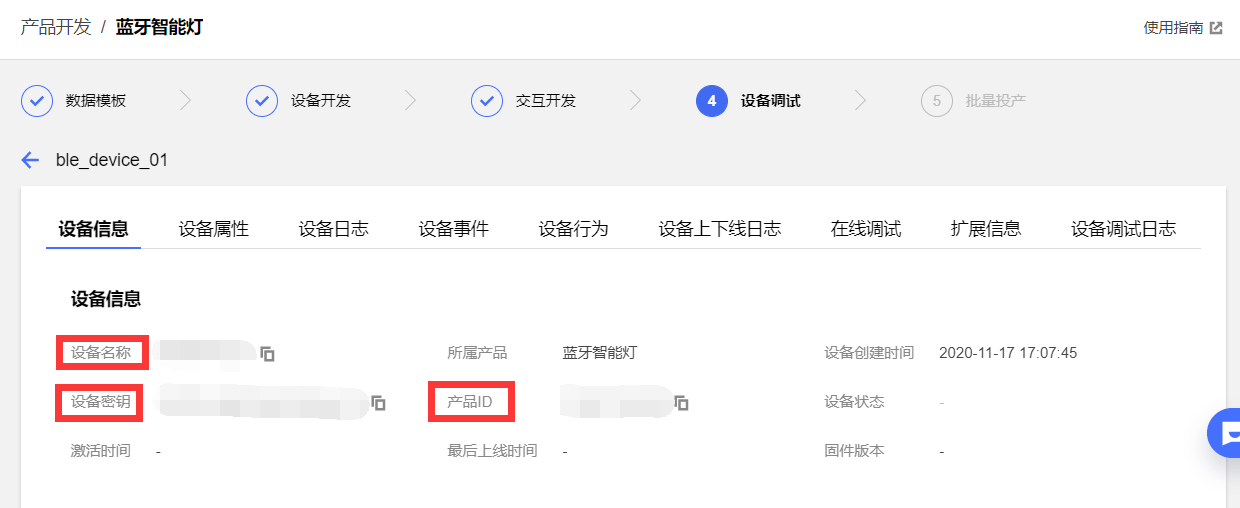 产品开发 / 蓝牙智能灯 使用指南
数据模板 设备开发 交互开发 4 设备调试 5 批量投产
ble_device_01
设备信息 设备属性 设备日志 设备事件 设备行为 设备上下线日志 在线调试 扩展信息 设备调试日志
设备信息
设备名称 所属产品 蓝牙智能灯 设备创建时间 2020-11-17 17:07:45
设备密钥 产品ID 设备状态 -
激活时间 - 最后上线时间 - 固件版本 -